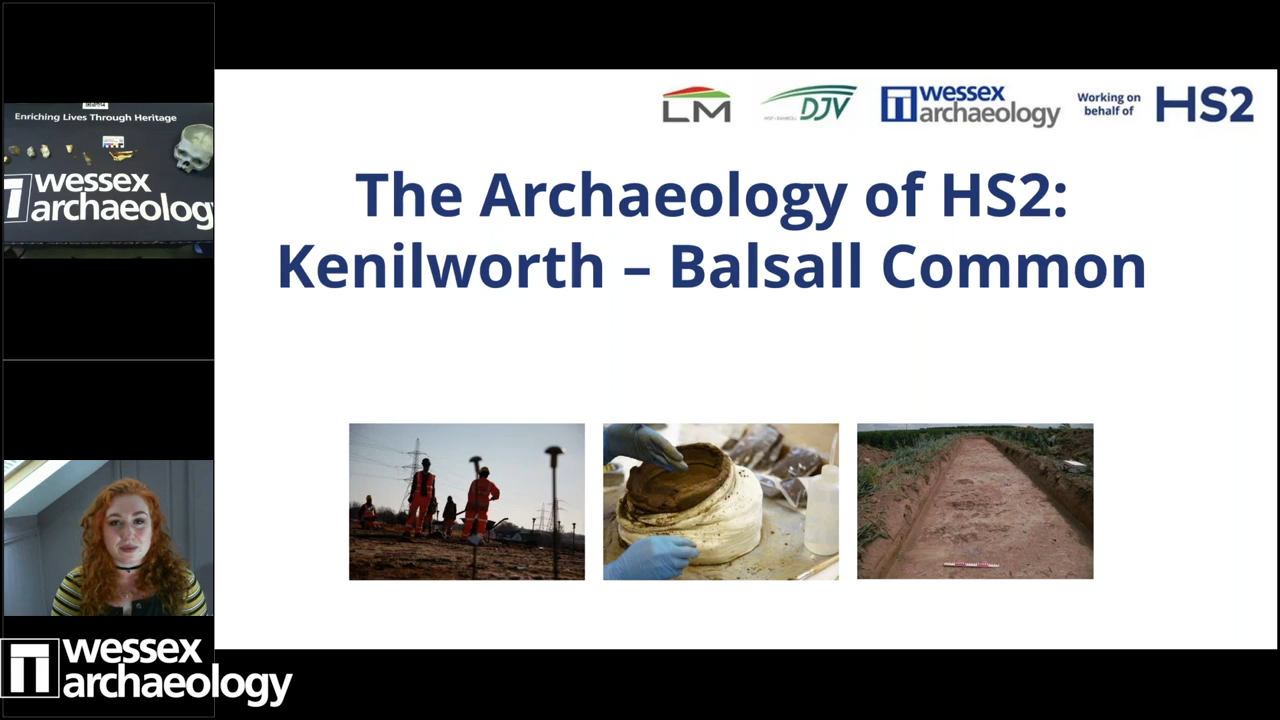 Enriching Lives Through Heritage
wessex
archaeology
LM
DJV
wessex
archaeology
Working on
behalf of
HS2
The Archaeology of HS2:
Kenilworth – Balsall Common
wessex
archaeology